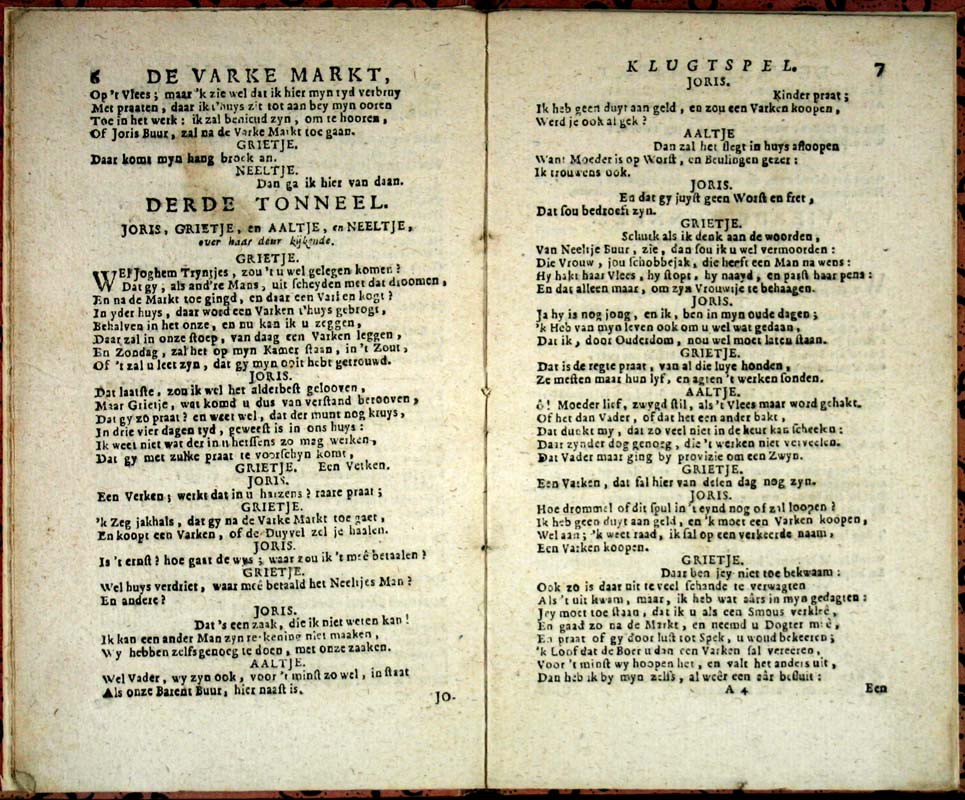 6 DE VARKE MARKT,
Op 't Vlees; maar 'k zie wel dat ik hier myn tyd verbruy
Met praaten, daar ik t'huys zit tot aan bey myn ooren
Toe in het werk: ik zal benieud zyn, om te hooren,
Of Joris Buur, zal na de Varke Markt toe gaan.
GRIETJE.
Daar komt myn hang broek an.
NEELTJE.
Dan ga ik hier van daan.
DERDE TONNEEL.
JORIS, GRIETJE, en AALTJE, en NEELTJE,
over haar deur kijkende.
GRIETJE.
WEl Joghem Tryntjes, zou 't u wel gelegen komen?
Dat gy, als and're Mans, uit scheyden met dat droomen,
En na de Markt toe gingd, en daar een Varken kogt?
In yder huys, daar word een Varken t'huys gebrogt,
Behalven in het onze, en nu kan ik u zeggen,
Daar zal in onze stoep, van daag een Varken leggen,
En Zondag, zal het op myn Kamer staan, in 't Zout,
Of 't zal u leet zyn, dat gy myn ooit hebt getrouwd.
JORIS.
Dat laatste, zou ik wel het alderbest gelooven,
Maar Grietje, wat komd u dus van verstand berooven,
Dat gy zo praat? en weet wel, dat der munt nog kruys,
In drie vier dagen tyd, geweest is in ons huys:
Ik weet niet wat der in u herssens zo mag werken,
Dat gy met zulke praat te voorschyn komt,
GRIETJE. Een Verken.
JORIS.
Een Verken; werkt dat in u harzens? raare praat;
GRIETJE.
'k Zeg jakhals, dat gy na de Varke Markt toe gaet,
En koopt een Varken, of de Duyvel zel je haalen.
JORIS.
Is 't ernst? hoe gaat de wys; waar zou ik 't meê betaalen?
GRIETJE.
Wel huys verdriet, waar meê betaald het Neeltjes Man?
En andere?
JORIS.
Dat 's een zaak, die ik niet weten kan!
Ik kan een ander Man zyn rekening niet maaken,
Wy hebben zelfs genoeg te doen, met onze zaaken.
AALTJE.
Wel Vader, wy zyn ook, voor 't minst zo wel, in staat
Als onze Barent Buur, hier naast is.
JO-
KLUGTSPEL. 7
JORIS.
Kinder praat;
Ik heb geen duyt aan geld, en zou een Varken koopen,
Werd je ook al gek?
AALTJE
Dan zal het slegt in huys afloopen
Want Moeder is op Worst, en Beulingen gezet:
Ik trouwens ook.
JORIS.
En dat gy juyst geen Worst en fret,
Dat sou bedroeft zyn.
GRIETJE.
Schurk als ik denk aan de woorden,
Van Neeltje Buur, zie, dan sou ik u wel vermoorden:
Die Vrouw, jou schobbejak, die heeft een Man na wens:
Hy hakt haar Vlees, hy stopt, hy naayd, en parst haar pens:
En dat alleen maar, om zyn Vrouwtje te behaagen.
JORIS.
Ja hy is nog jong, en ik, ben in myn oude dagen;
'k Heb van myn leven ook om u wel wat gedaan,
Dat ik, door Ouderdom, nou wel moet laten staan.
GRIETJE.
Dat is de regte praat, van al die luye honden,
Ze mesten maar hun lyf, en agten 't werken sonden.
AALTJE.
ô! Moeder lief, zwygd stil, als 't Vlees maar word gehakt.
Of het dan Vader, of dat het een ander bakt,
Dat dunkt my, dat zo veel niet in de keur kan scheelen:
Daar zynder dog genoeg, die 't werken niet verveelen.
Dat Vader maar ging by provizie om een Zwyn.
GRIETJE.
Een Varken, dat sal hier van desen dag nog zyn.
JORIS.
Hoe drommel of dit spul in 't eynd nog of zal loopen?
Ik heb geen duyt aan geld, en 'k moet een Varken koopen,
Wel aan; 'k weet raad, ik sal op een verkeerde naam,
Een Varken koopen.
GRIETJE.
Daar ben jey niet toe bekwaam:
Ook zo is daar uit te veel schande te verwagten
Als 't uit kwam, maar, ik heb wat aârs in myn gedagten:
Jey moet toe staan, dat ik u als een Smous verklee,
En gaad zo na de Markt, en neemd u Dogter meê,
En praat of gy door lust tot Spek, u woud bekeeren;
'k Loof dat de Boer u dan een Varken sal vereeren,
Voor 't minst wy hoopen het, en valt het anders uit,
Dan heb ik by myn zelfs, al weêr een aâr besluit:
A 4 Een